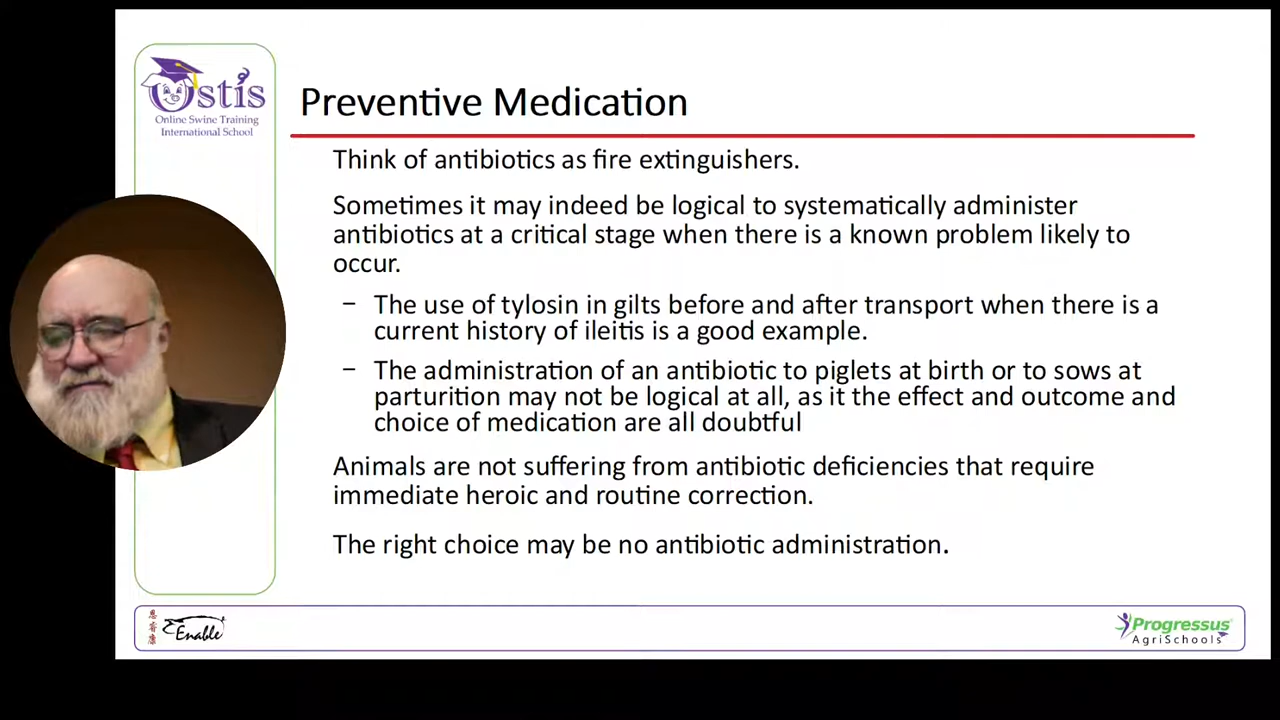 Ostis
Online Swine Training
International School
Preventive Medication
Think of antibiotics as fire extinguishers.
Sometimes it may indeed be logical to systematically administer
antibiotics at a critical stage when there is a known problem likely to
occur.
– The use of tylosin in gilts before and after transport when there is a
current history of ileitis is a good example.
– The administration of an antibiotic to piglets at birth or to sows at
parturition may not be logical at all, as it the effect and outcome and
choice of medication are all doubtful
Animals are not suffering from antibiotic deficiencies that require
immediate heroic and routine correction.
The right choice may be no antibiotic administration.
Enable
Progressus
AgriSchools